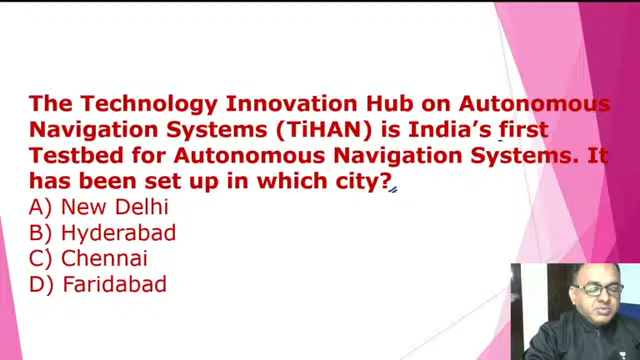 The Technology Innovation Hub on Autonomous
Navigation Systems (TiHAN) is India’s first
Testbed for Autonomous Navigation Systems. It
has been set up in which city?
A) New Delhi
B) Hyderabad
C) Chennai
D) Faridabad